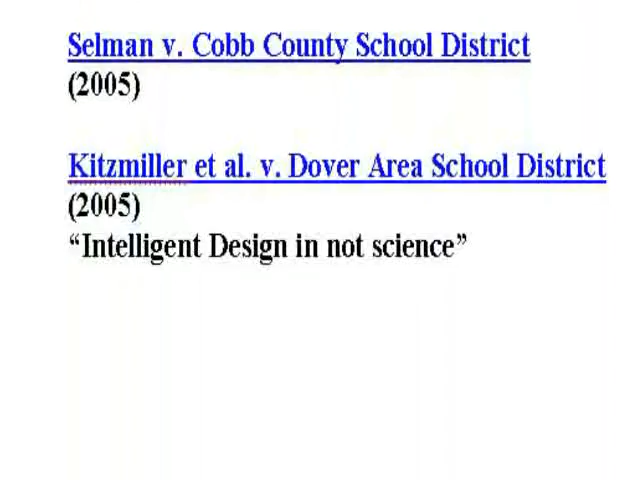 Selman v. Cobb County School District
(2005)
Kitzmiller et al. v. Dover Area School District
(2005)
“Intelligent Design in not science”